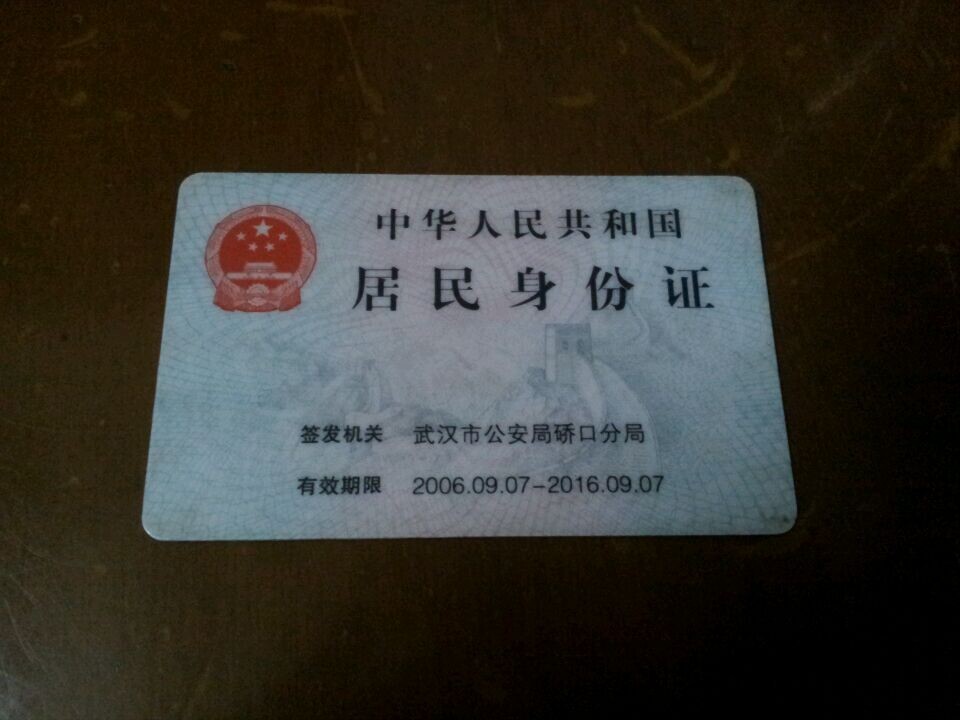 中华人民共和国
居民身份证
签发机关 武汉市公安局硚口分局
有效期限 2006.09.07-2016.09.07